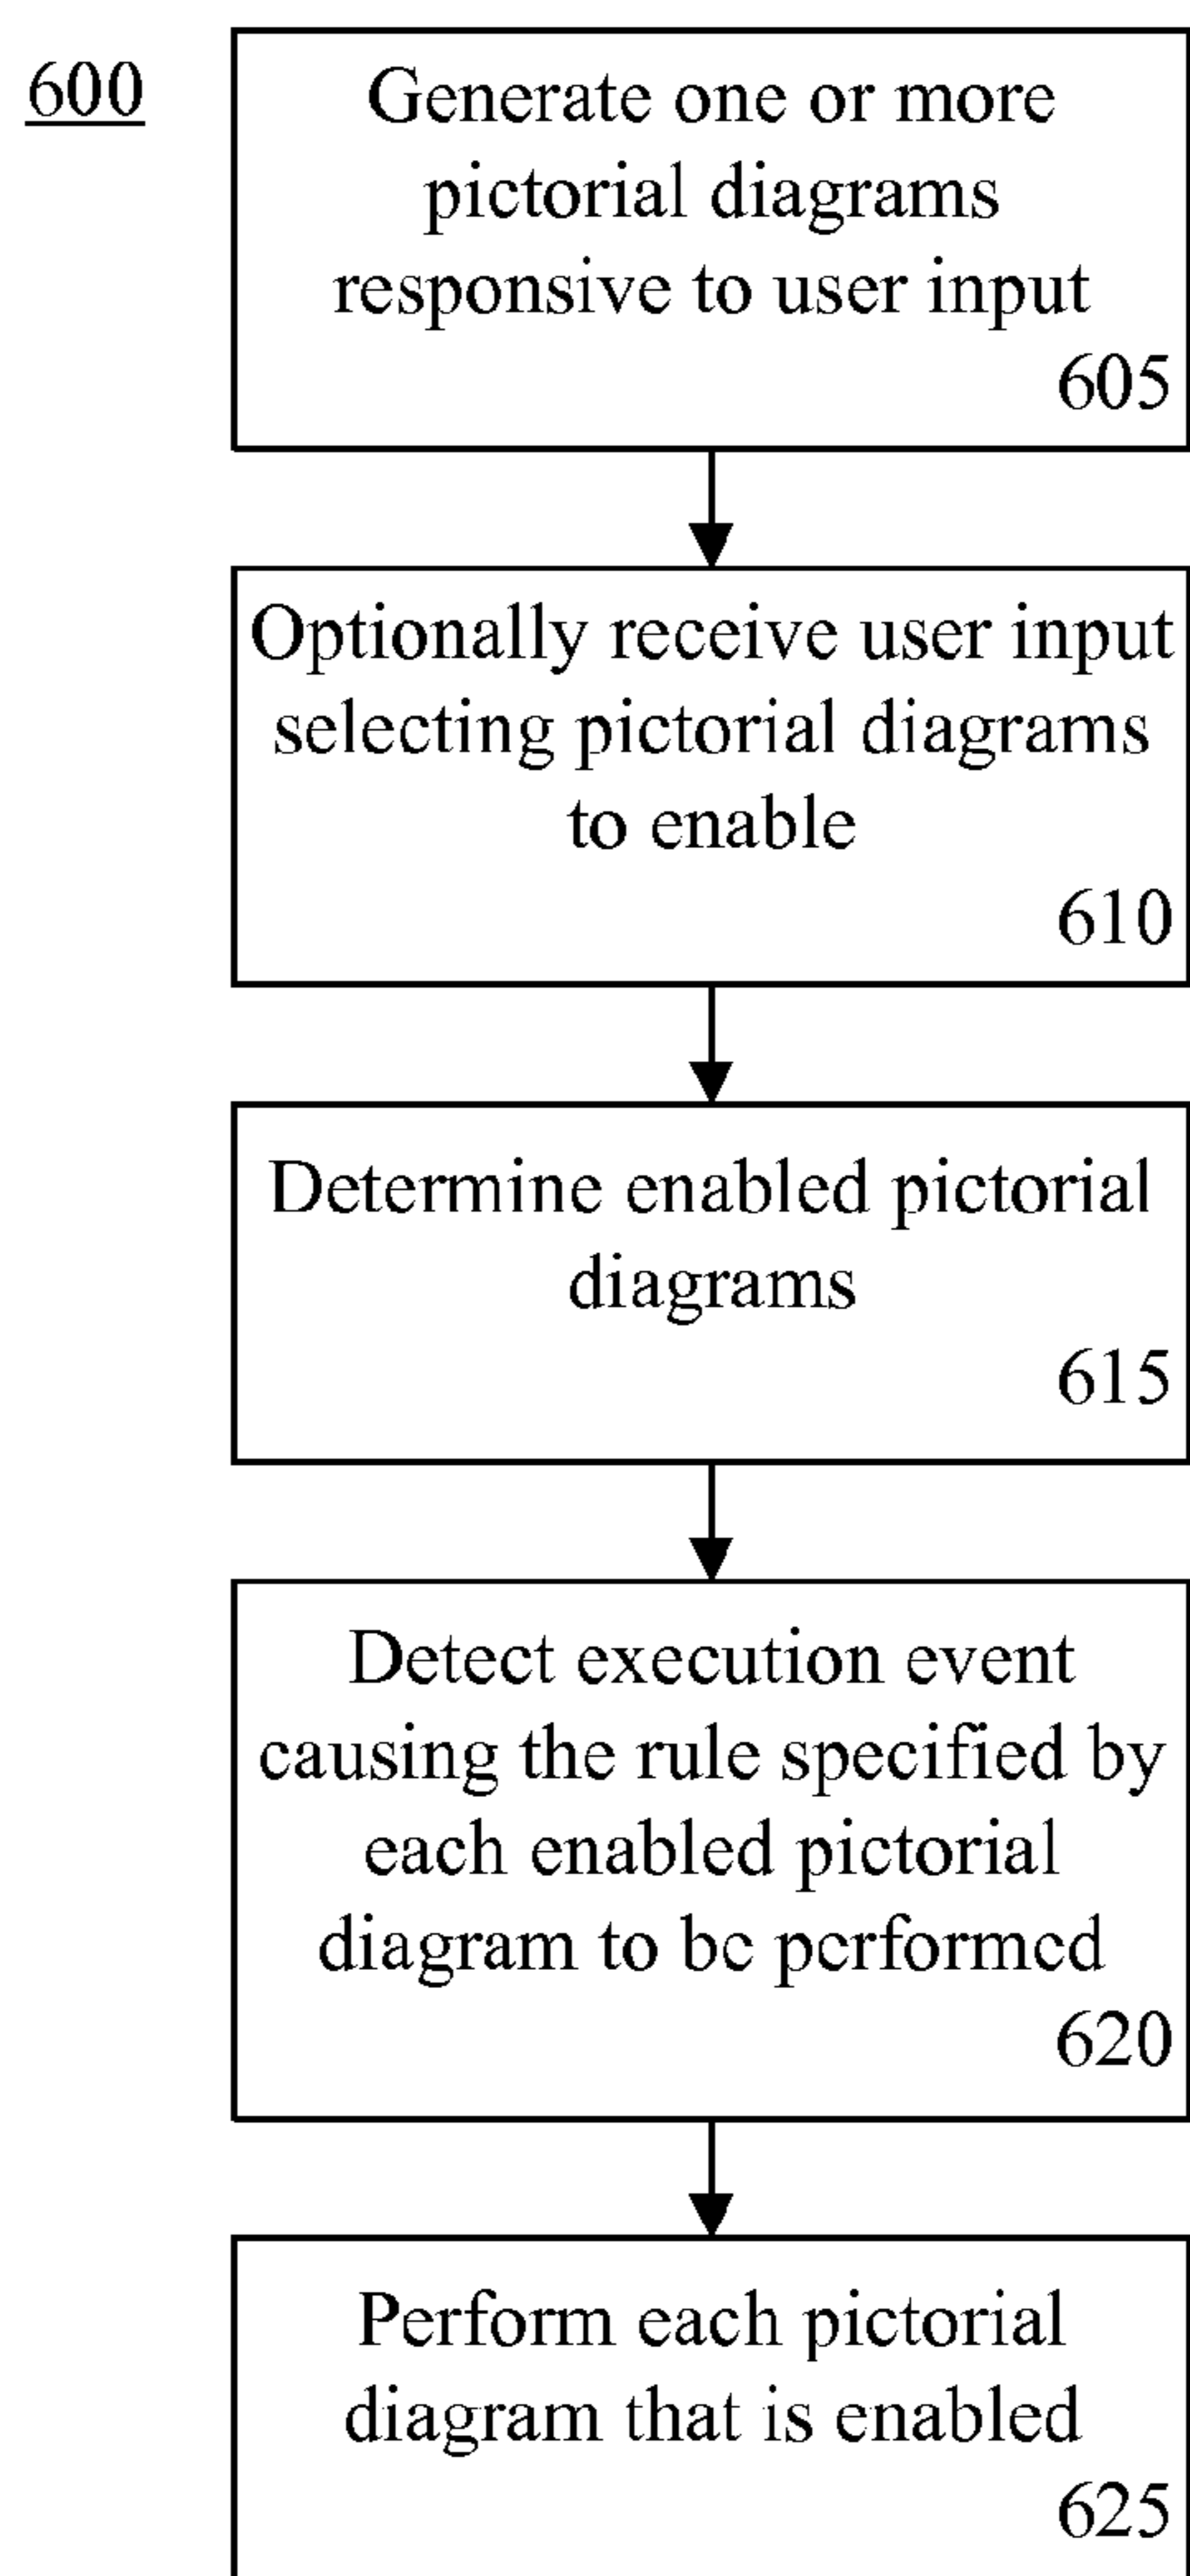 600
Generate one or more
pictorial diagrams
responsive to user input
605
Optionally receive user input
selecting pictorial diagrams
to enable
610
Determine enabled pictorial
diagrams
615
Detect execution event
causing the rule specified by
each enabled pictorial
diagram to be performed
620
Perform each pictorial
diagram that is enabled
625